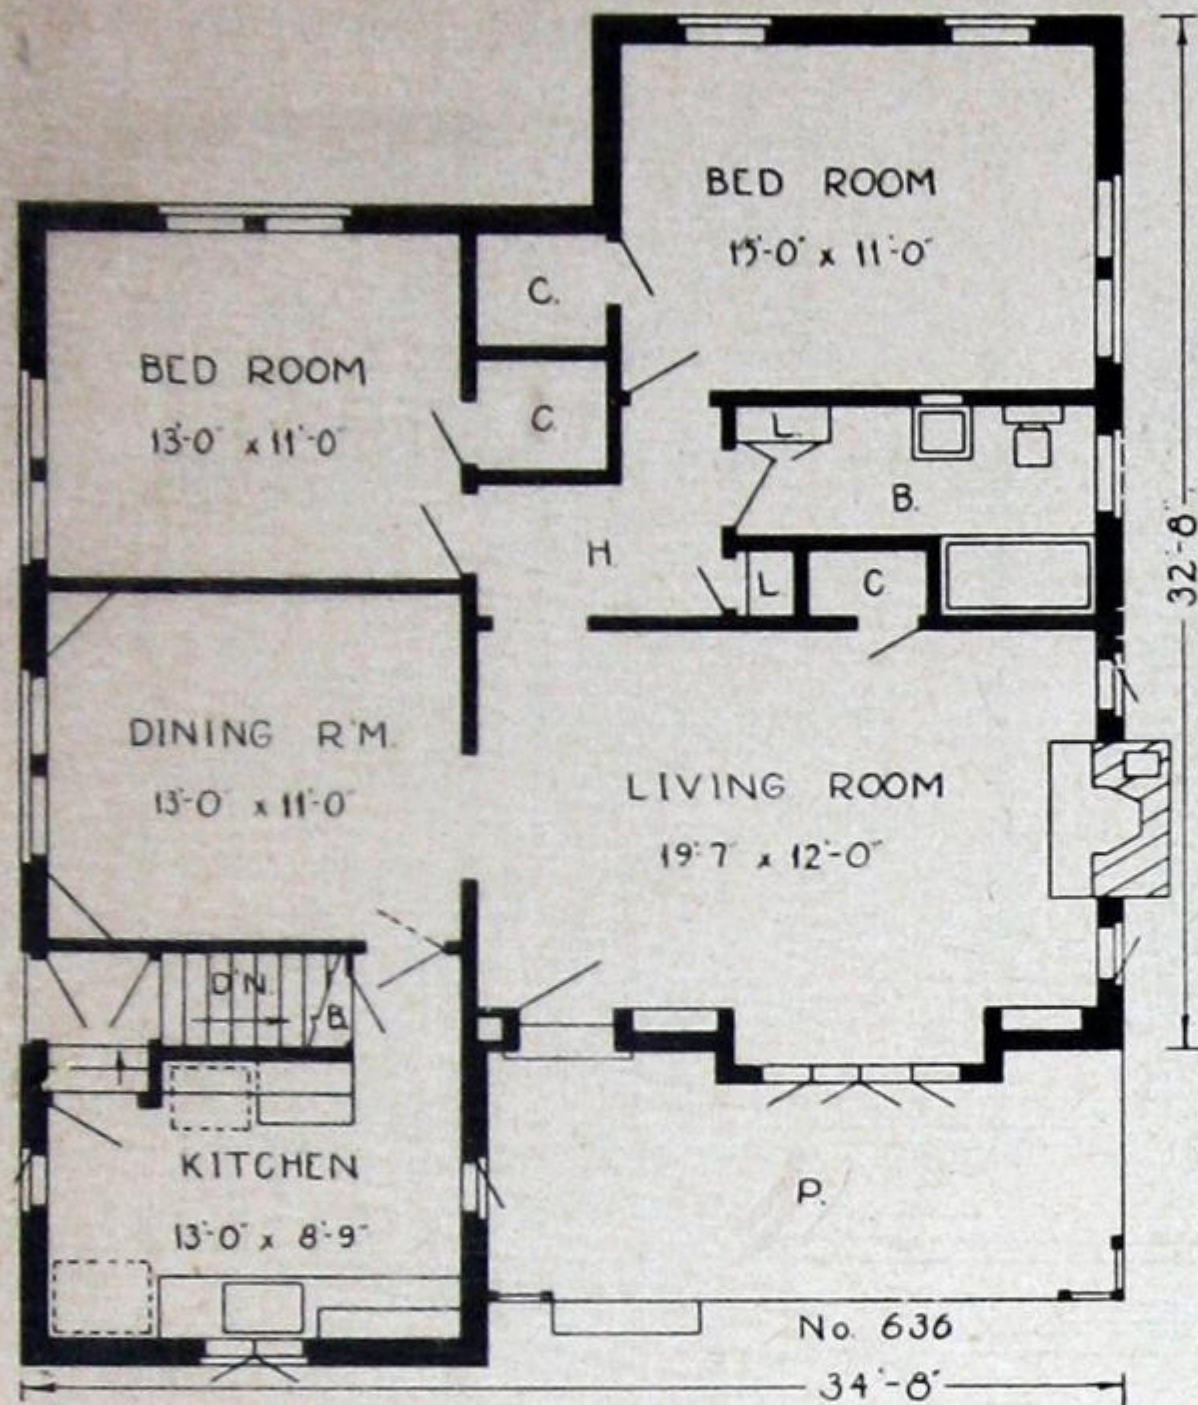 BED ROOM
15'-0" x 11'-0"
C.
BED ROOM
13'-0" x 11'-0"
C.
L.
B.
H.
L
C
32'-8"
DINING R'M.
13'-0" x 11'-0"
LIVING ROOM
19'-7" x 12'-0"
D'N.
B.
KITCHEN
13'-0" x 8'-9"
P.
No. 636
34'-8"